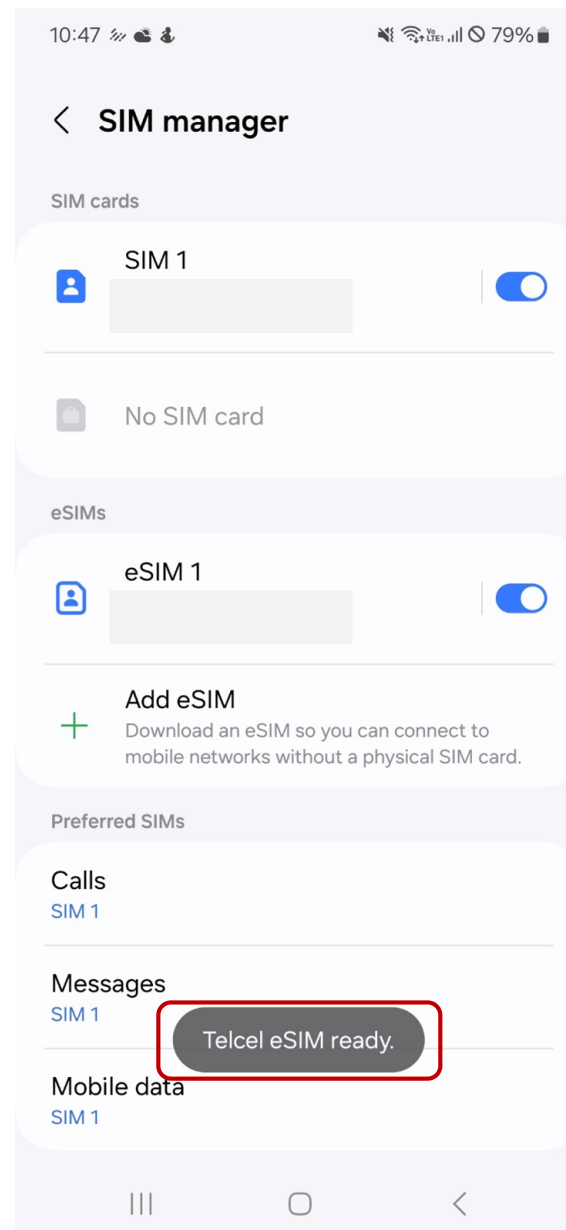 10:47 79%
SIM manager
SIM cards
SIM 1
No SIM card
eSIMs
eSIM 1
Add eSIM
Download an eSIM so you can connect to
mobile networks without a physical SIM card.
Preferred SIMs
Calls
SIM 1
Messages
SIM 1
Telcel eSIM ready.
Mobile data
SIM 1